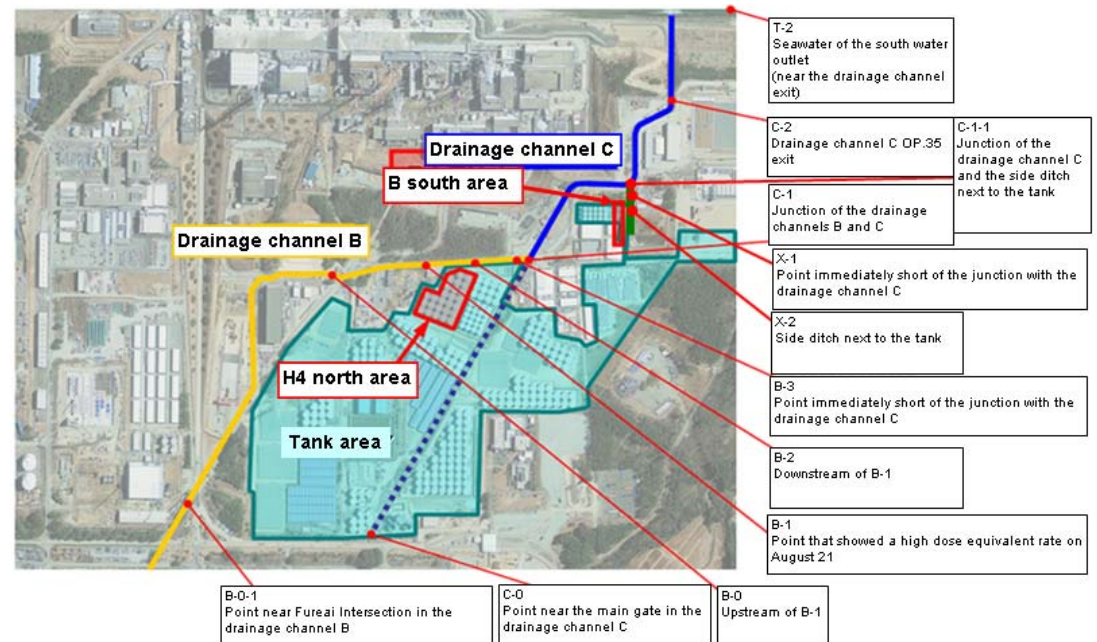 T-2
Seawater of the south water
outlet
(near the drainage channel
exit)
C-2
Drainage channel C OP.35
exit
C-1-1
Junction of the
drainage channel C
and the side ditch
next to the tank
Drainage channel C
B south area
C-1
Junction of the drainage
channels B and C
Drainage channel B
X-1
Point immediately short of the junction with the
drainage channel C
X-2
Side ditch next to the tank
H4 north area
B-3
Point immediately short of the junction with the
drainage channel C
Tank area
B-2
Downstream of B-1
B-1
Point that showed a high dose equivalent rate on
August 21
B-0-1
Point near Fureai Intersection in the
drainage channel B
C-0
Point near the main gate in the
drainage channel C
B-0
Upstream of B-1